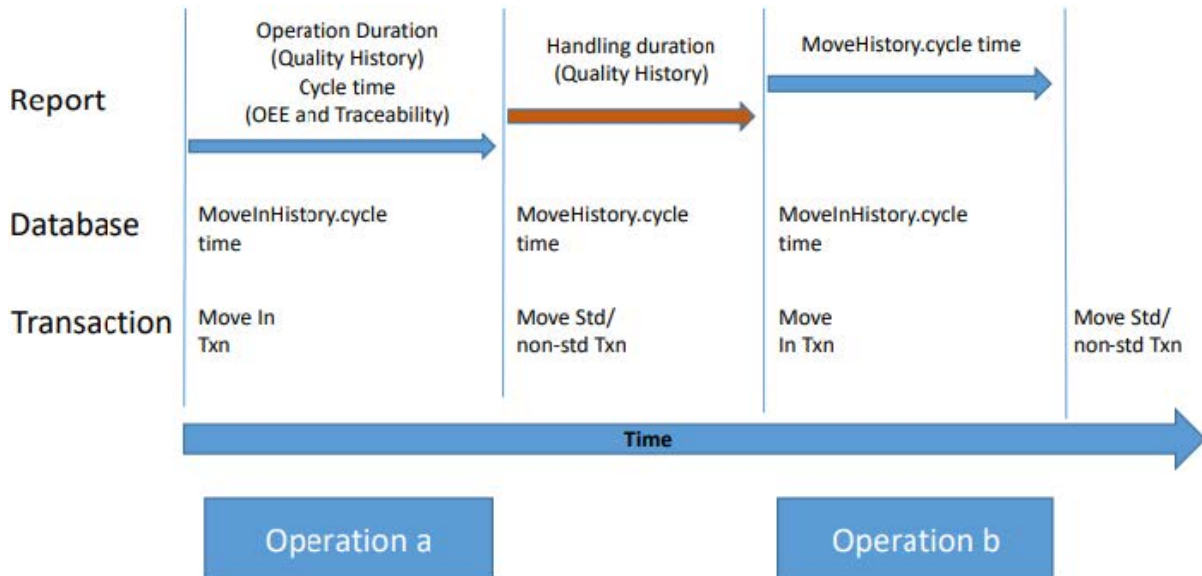 Report
Operation Duration
(Quality History)
Cycle time
(OEE and Traceability)
Handling duration
(Quality History)
MoveHistory.cycle time
Database
MoveInHistory.cycle
time
MoveHistory.cycle
time
MoveInHistory.cycle
time
Transaction
Move In
Txn
Move Std/
non-std Txn
Move
In Txn
Move Std/
non-std Txn
Time
Operation a
Operation b